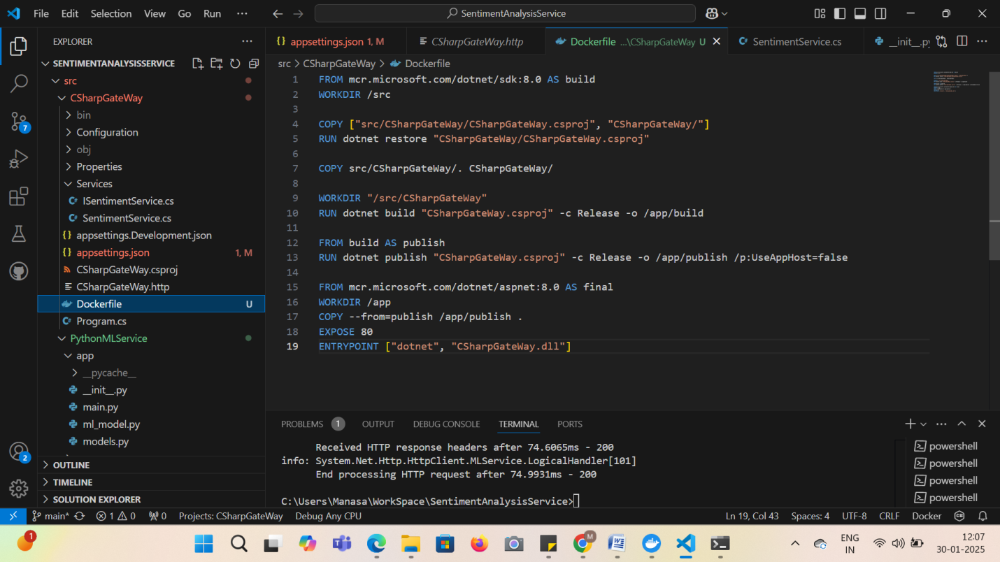 File Edit Selection View Go Run ···
SentimentAnalysisService
EXPLORER ···
appsettings.json 1, M
CSharpGateWay.http
Dockerfile ...\CSharpGateWay U
SentimentService.cs
__init__.py
SENTIMENTANALYSISSERVICE
src
CSharpGateWay
bin
Configuration
obj
Properties
Services
ISentimentService.cs
SentimentService.cs
appsettings.Development.json
appsettings.json 1, M
CSharpGateWay.csproj
CSharpGateWay.http
Dockerfile U
Program.cs
PythonMLService
app
__pycache__
__init__.py
main.py
ml_model.py
models.py
OUTLINE
TIMELINE
SOLUTION EXPLORER
7
2
src > CSharpGateWay > Dockerfile
1 FROM mcr.microsoft.com/dotnet/sdk:8.0 AS build
2 WORKDIR /src
3
4 COPY ["src/CSharpGateWay/CSharpGateWay.csproj", "CSharpGateWay/"]
5 RUN dotnet restore "CSharpGateWay/CSharpGateWay.csproj"
6
7 COPY src/CSharpGateWay/. CSharpGateWay/
8
9 WORKDIR "/src/CSharpGateWay"
10 RUN dotnet build "CSharpGateWay.csproj" -c Release -o /app/build
11
12 FROM build AS publish
13 RUN dotnet publish "CSharpGateWay.csproj" -c Release -o /app/publish /p:UseAppHost=false
14
15 FROM mcr.microsoft.com/dotnet/aspnet:8.0 AS final
16 WORKDIR /app
17 COPY --from=publish /app/publish .
18 EXPOSE 80
19 ENTRYPOINT ["dotnet", "CSharpGateWay.dll"]
PROBLEMS 1 OUTPUT DEBUG CONSOLE TERMINAL PORTS
Received HTTP response headers after 74.6065ms - 200
info: System.Net.Http.HttpClient.MLService.LogicalHandler[101]
End processing HTTP request after 74.9931ms - 200
C:\Users\Manasa\WorkSpace\SentimentAnalysisService>
powershell
powershell
powershell
powershell
main* 1 0 0 Projects: CSharpGateWay Debug Any CPU Ln 19, Col 43 Spaces: 4 UTF-8 CRLF Docker
1
M
ENG
IN
12:07
30-01-2025